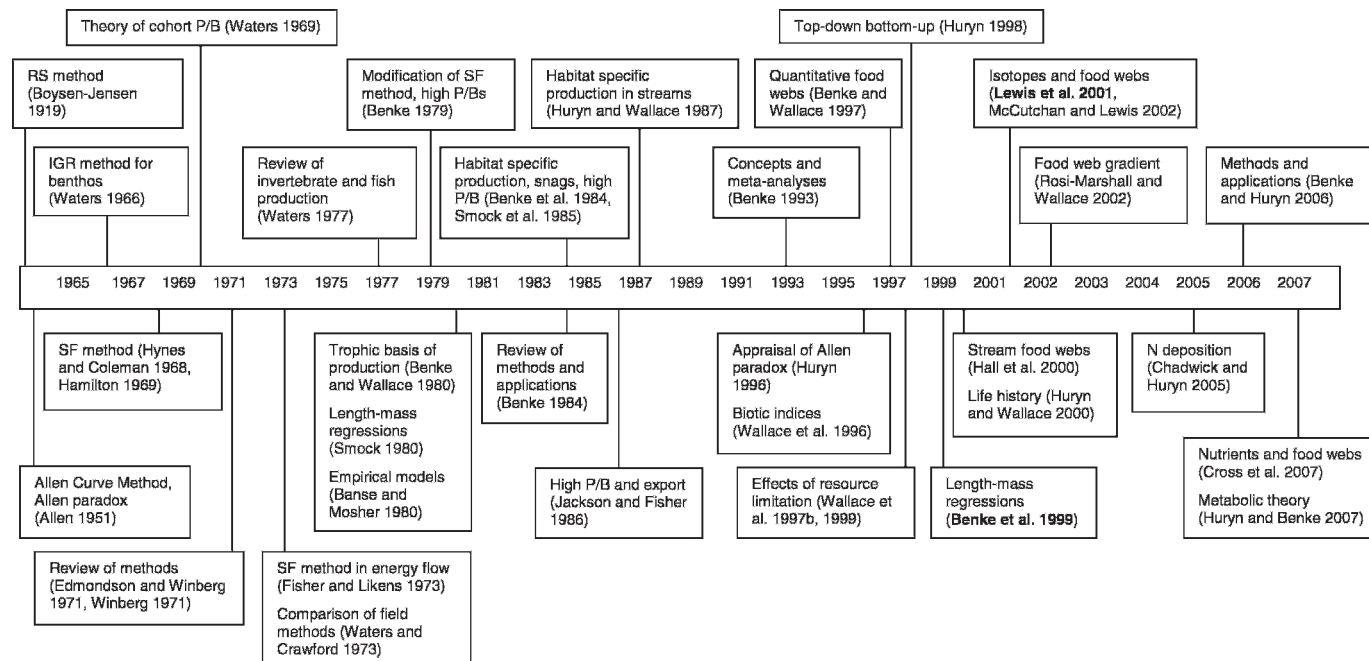 Theory of cohort P/B (Waters 1969)
Top-down bottom-up (Huryn 1998)
RS method
(Boysen-Jensen
1919)
Modification of SF
method, high P/Bs
(Benke 1979)
Habitat specific
production in streams
(Huryn and Wallace 1987)
Quantitative food
webs (Benke and
Wallace 1997)
Isotopes and food webs
(Lewis et al. 2001,
McCutchan and Lewis 2002)
IGR method for
benthos
(Waters 1966)
Review of
invertebrate and fish
production
(Waters 1977)
Habitat specific
production, snags, high
P/B (Benke et al. 1984,
Smock et al. 1985)
Concepts and
meta-analyses
(Benke 1993)
Food web gradient
(Rosi-Marshall and
Wallace 2002)
Methods and
applications (Benke
and Huryn 2006)
1965 1967 1969 1971 1973 1975 1977 1979 1981 1983 1985 1987 1989 1991 1993 1995 1997 1999 2001 2002 2003 2004 2005 2006 2007
SF method (Hynes
and Coleman 1968,
Hamilton 1969)
Trophic basis of
production (Benke
and Wallace 1980)
Length-mass
regressions
(Smock 1980)
Empirical models
(Banse and
Mosher 1980)
Review of
methods and
applications
(Benke 1984)
Appraisal of Allen
paradox (Huryn
1996)
Biotic indices
(Wallace et al. 1996)
Stream food webs
(Hall et al. 2000)
Life history (Huryn
and Wallace 2000)
N deposition
(Chadwick and
Huryn 2005)
Allen Curve Method,
Allen paradox
(Allen 1951)
High P/B and export
(Jackson and Fisher
1986)
Effects of resource
limitation (Wallace et
al. 1997b, 1999)
Length-mass
regressions
(Benke et al. 1999)
Nutrients and food webs
(Cross et al. 2007)
Metabolic theory
(Huryn and Benke 2007)
Review of methods
(Edmondson and Winberg
1971, Winberg 1971)
SF method in energy flow
(Fisher and Likens 1973)
Comparison of field
methods (Waters and
Crawford 1973)